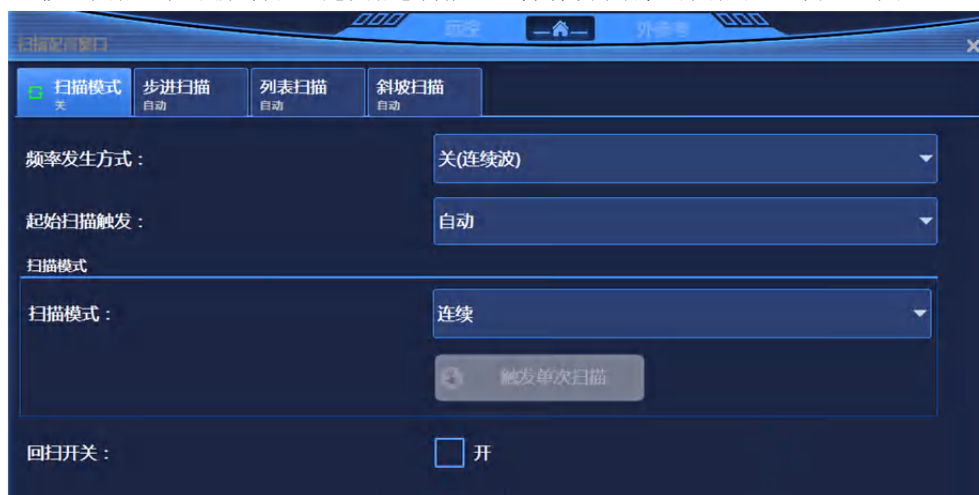 远控
外参考
扫描配置窗口
扫描模式 步进扫描 列表扫描 斜坡扫描
关 自动 自动 自动
频率发生方式： 关(连续波)
起始扫描触发： 自动
扫描模式
扫描模式： 连续
触发单次扫描
回扫开关： 开